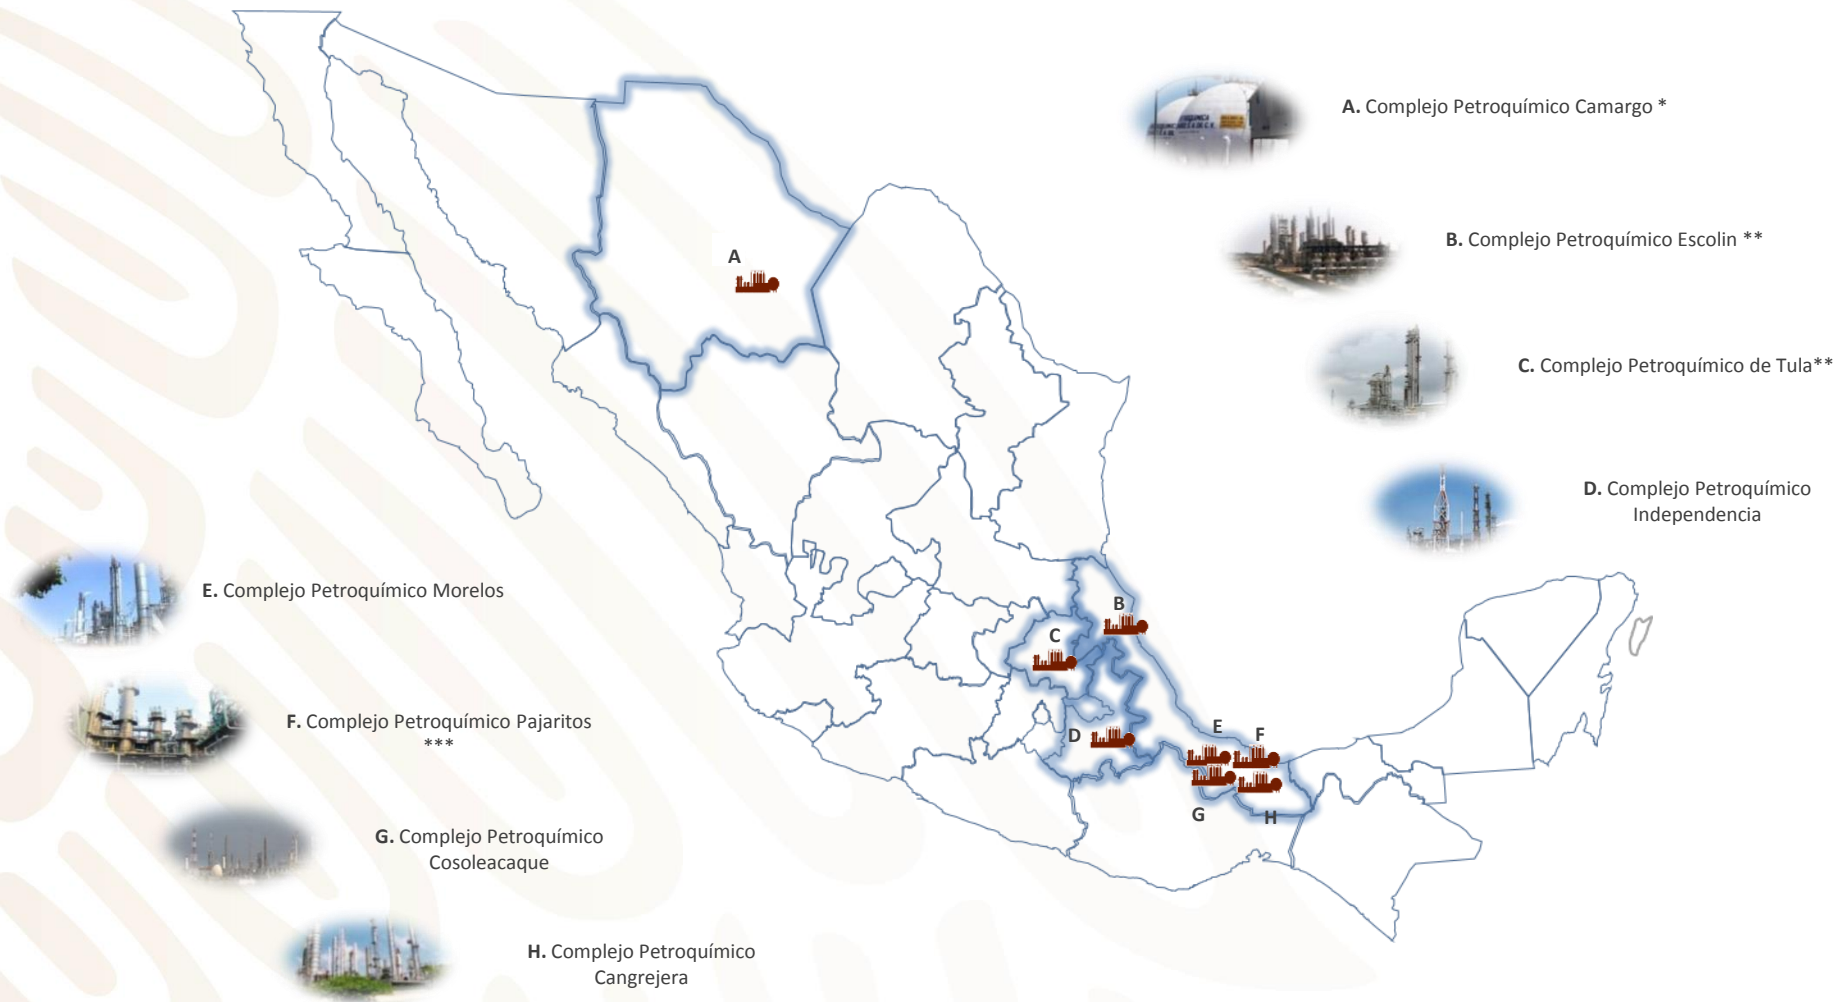 A. Complejo Petroquímico Camargo *
B. Complejo Petroquímico Escolin **
C. Complejo Petroquímico de Tula**
D. Complejo Petroquímico
Independencia
E. Complejo Petroquímico Morelos
F. Complejo Petroquímico Pajaritos
***
G. Complejo Petroquímico
Cosoleacaque
H. Complejo Petroquímico
Cangrejera
A
B
C
D
E
F
G
H